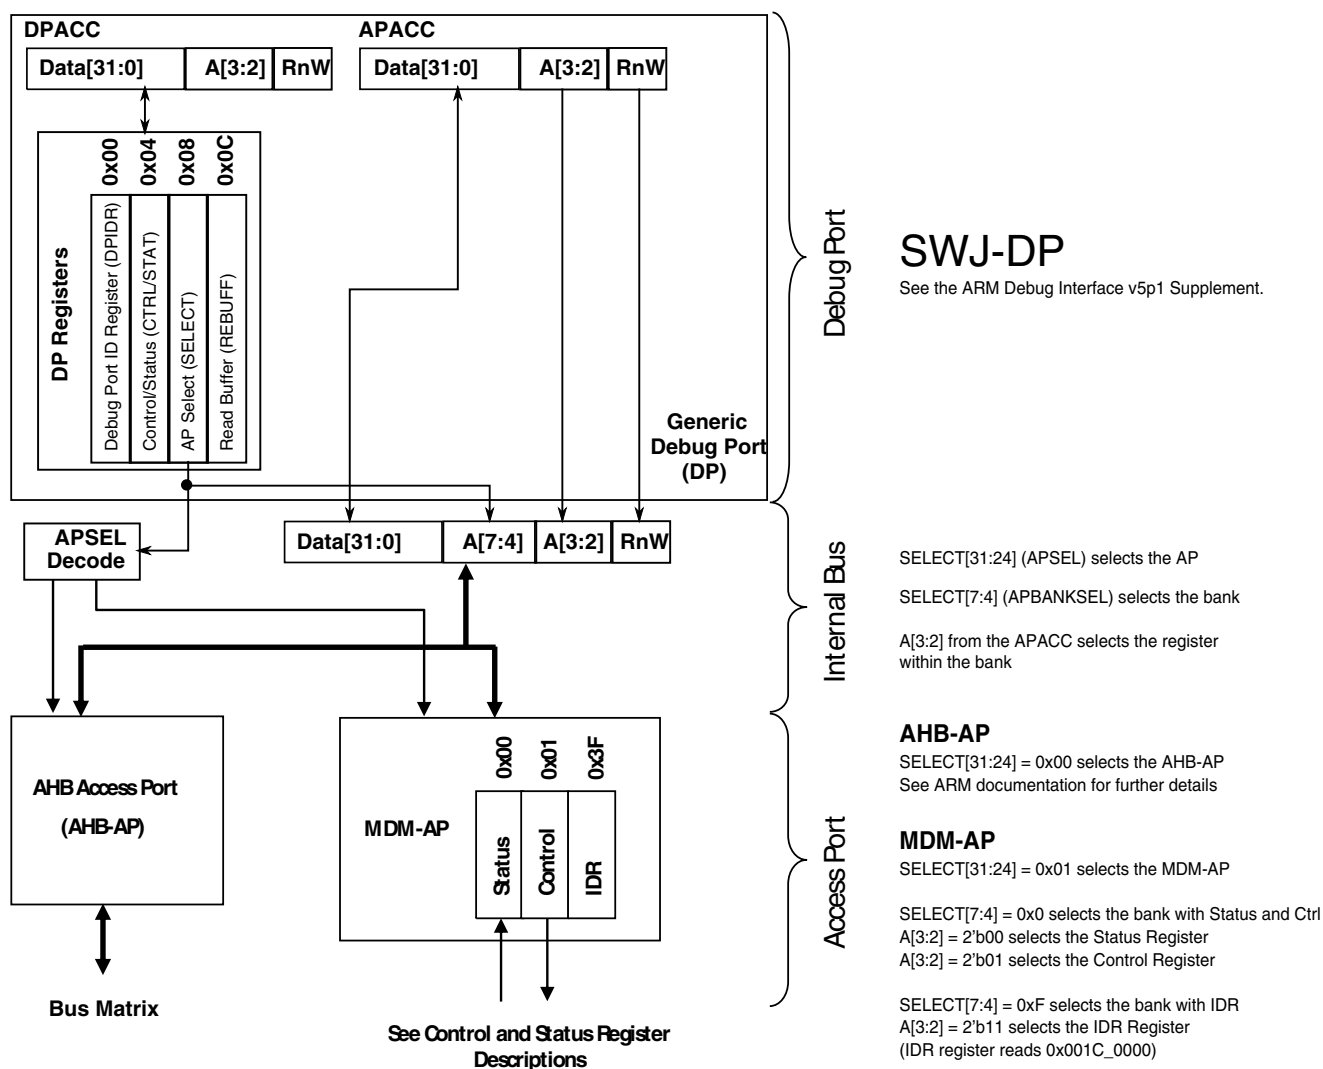 DPACC
APACC
Data[31:0] A[3:2] RnW
Data[31:0] A[3:2] RnW
0x00
0x04
0x08
0x0C
DP Registers
Debug Port ID Register (DPIDR)
Control/Status (CTRL/STAT)
AP Select (SELECT)
Read Buffer (REBUFF)
Generic
Debug Port
(DP)
Debug Port
SWJ-DP
See the ARM Debug Interface v5p1 Supplement.
APSEL
Decode
Data[31:0] A[7:4] A[3:2] RnW
Internal Bus
SELECT[31:24] (APSEL) selects the AP
SELECT[7:4] (APBANKSEL) selects the bank
A[3:2] from the APACC selects the register
within the bank
AHB Access Port
(AHB-AP)
Bus Matrix
MDM-AP
0x00
0x01
0x3F
Status
Control
IDR
See Control and Status Register
Descriptions
Access Port
AHB-AP
SELECT[31:24] = 0x00 selects the AHB-AP
See ARM documentation for further details
MDM-AP
SELECT[31:24] = 0x01 selects the MDM-AP
SELECT[7:4] = 0x0 selects the bank with Status and Ctrl
A[3:2] = 2'b00 selects the Status Register
A[3:2] = 2'b01 selects the Control Register
SELECT[7:4] = 0xF selects the bank with IDR
A[3:2] = 2'b11 selects the IDR Register
(IDR register reads 0x001C_0000)